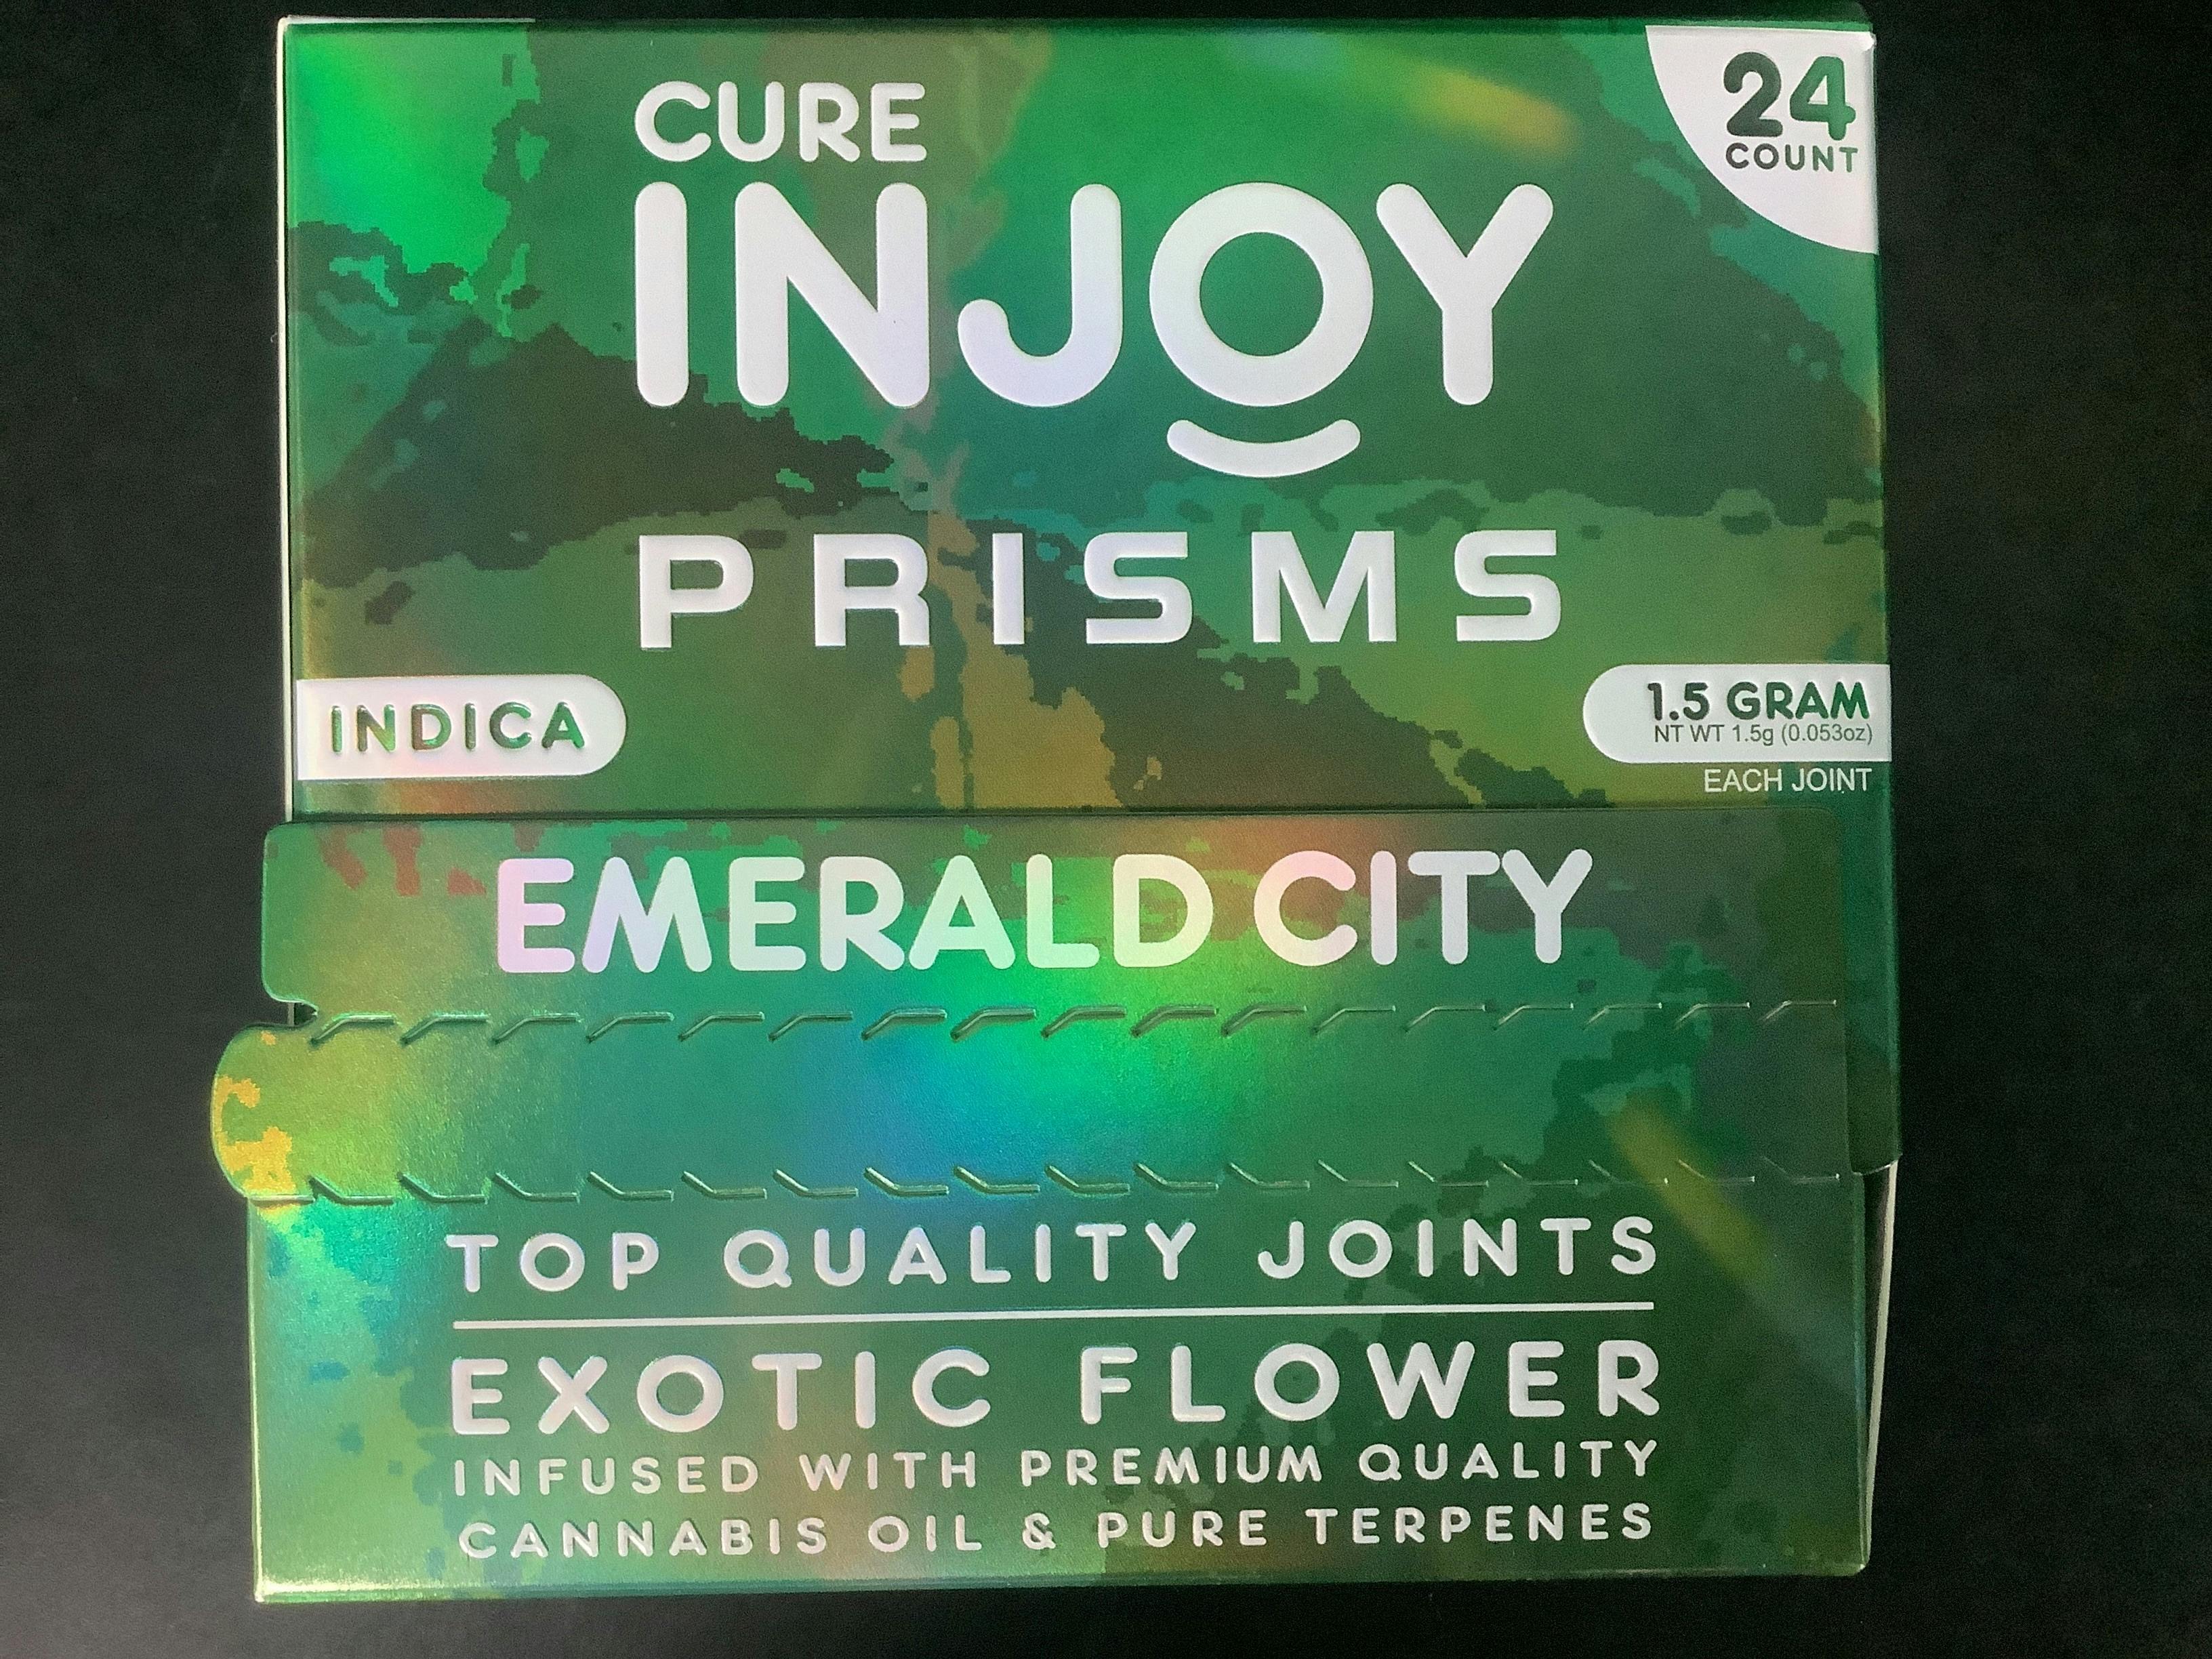 CURE
INJOY
PRISMS
24
COUNT
INDICA
1.5 GRAM
NT WT 1.5g (0.053oz)
EACH JOINT
EMERALD CITY
TOP QUALITY JOINTS
EXOTIC FLOWER
INFUSED WITH PREMIUM QUALITY
CANNABIS OIL & PURE TERPENES